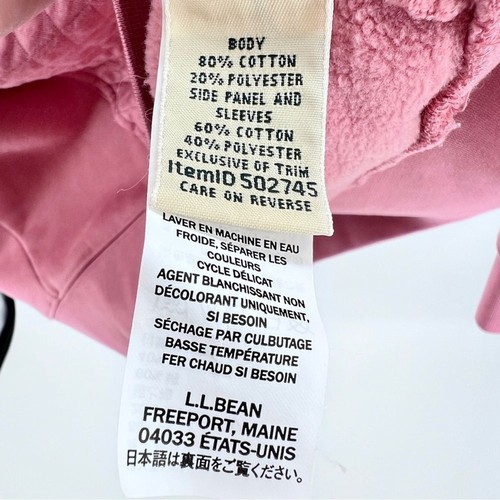 BODY
80% COTTON
20% POLYESTER
SIDE PANEL AND
SLEEVES
60% COTTON
40% POLYESTER
EXCLUSIVE OF TRIM
ItemID 502745
CARE ON REVERSE
LAVER EN MACHINE EN EAU
FROIDE, SÉPARER LES
COULEURS
CYCLE DÉLICAT
AGENT BLANCHISSANT NON
DÉCOLORANT UNIQUEMENT,
SI BESOIN
SÉCHAGE PAR CULBUTAGE
BASSE TEMPÉRATURE
FER CHAUD SI BESOIN
L.L.BEAN
FREEPORT, MAINE
04033 ÉTATS-UNIS
日本語は裏面をご覧ください。